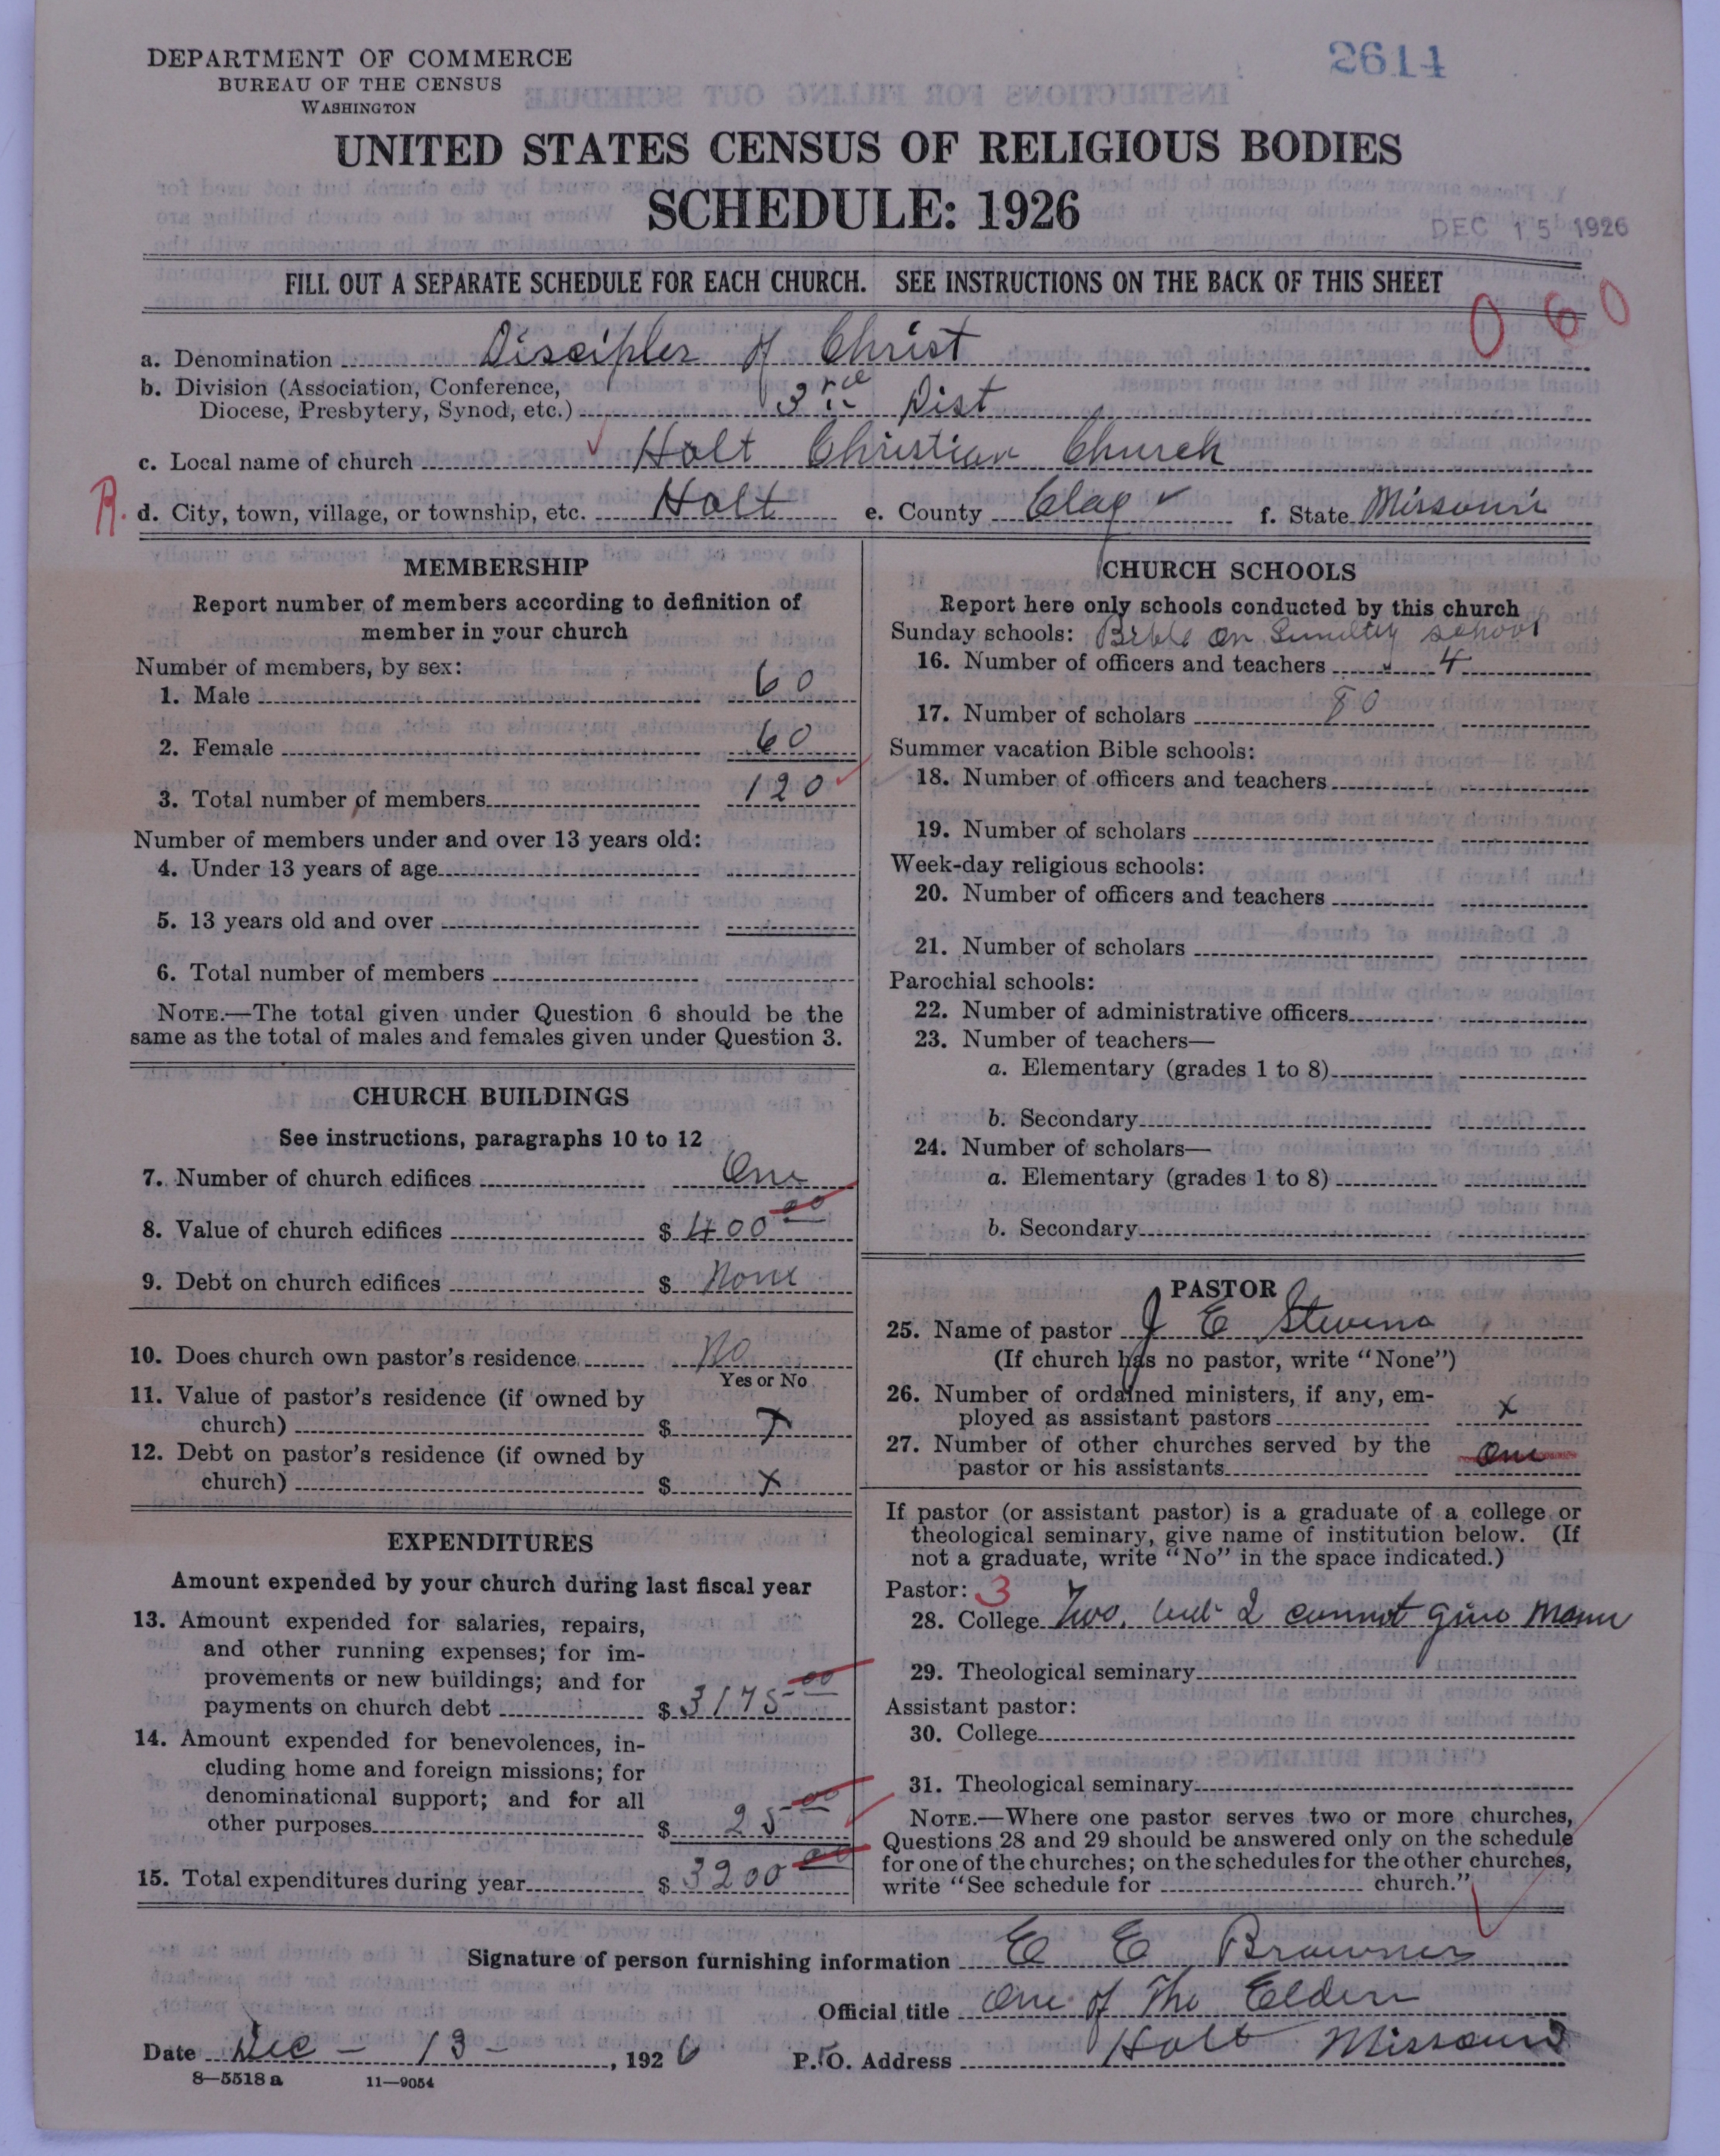 DEPARTMENT OF COMMERCE
BUREAU OF THE CENSUS
WASHINGTON
2614
UNITED STATES CENSUS OF RELIGIOUS BODIES
SCHEDULE: 1926
DEC 15 1926
FILL OUT A SEPARATE SCHEDULE FOR EACH CHURCH. SEE INSTRUCTIONS ON THE BACK OF THIS SHEET
0 6 0
a. Denomination Disciples of Christ
b. Division (Association, Conference,
Diocese, Presbytery, Synod, etc.) 3rd Dist
c. Local name of church Holt Christian Church
R. d. City, town, village, or township, etc. Holt e. County Clay f. State Missouri
MEMBERSHIP
Report number of members according to definition of
member in your church
Number of members, by sex:
1. Male 60
2. Female 60
3. Total number of members 120
Number of members under and over 13 years old:
4. Under 13 years of age
5. 13 years old and over
6. Total number of members
NOTE.—The total given under Question 6 should be the
same as the total of males and females given under Question 3.
CHURCH BUILDINGS
See instructions, paragraphs 10 to 12
7. Number of church edifices One
8. Value of church edifices $ 400 00
9. Debt on church edifices $ None
10. Does church own pastor's residence No
Yes or No
11. Value of pastor's residence (if owned by
church) $ x
12. Debt on pastor's residence (if owned by
church) $ x
EXPENDITURES
Amount expended by your church during last fiscal year
13. Amount expended for salaries, repairs,
and other running expenses; for im-
provements or new buildings; and for
payments on church debt $ 3175 00
14. Amount expended for benevolences, in-
cluding home and foreign missions; for
denominational support; and for all
other purposes $ 25 00
15. Total expenditures during year $ 3200 00
CHURCH SCHOOLS
Report here only schools conducted by this church
Sunday schools: Bible or Sunday school
16. Number of officers and teachers 4
17. Number of scholars 80
Summer vacation Bible schools:
18. Number of officers and teachers
19. Number of scholars
Week-day religious schools:
20. Number of officers and teachers
21. Number of scholars
Parochial schools:
22. Number of administrative officers
23. Number of teachers—
a. Elementary (grades 1 to 8)
b. Secondary
24. Number of scholars—
a. Elementary (grades 1 to 8)
b. Secondary
PASTOR
25. Name of pastor J E Stevens
(If church has no pastor, write "None")
26. Number of ordained ministers, if any, em-
ployed as assistant pastors x
27. Number of other churches served by the
pastor or his assistants One
If pastor (or assistant pastor) is a graduate of a college or
theological seminary, give name of institution below. (If
not a graduate, write "No" in the space indicated.)
Pastor: 3
28. College Two, but I cannot give
29. Theological seminary
Assistant pastor:
30. College
31. Theological seminary
NOTE.—Where one pastor serves two or more churches,
Questions 28 and 29 should be answered only on the schedule
for one of the churches; on the schedules for the other churches,
write "See schedule for church."
Signature of person furnishing information E E
Official title One of The Elders
Date Dec - 13 - , 1926 P. O. Address Holt Missouri
8—5518 a 11—9054